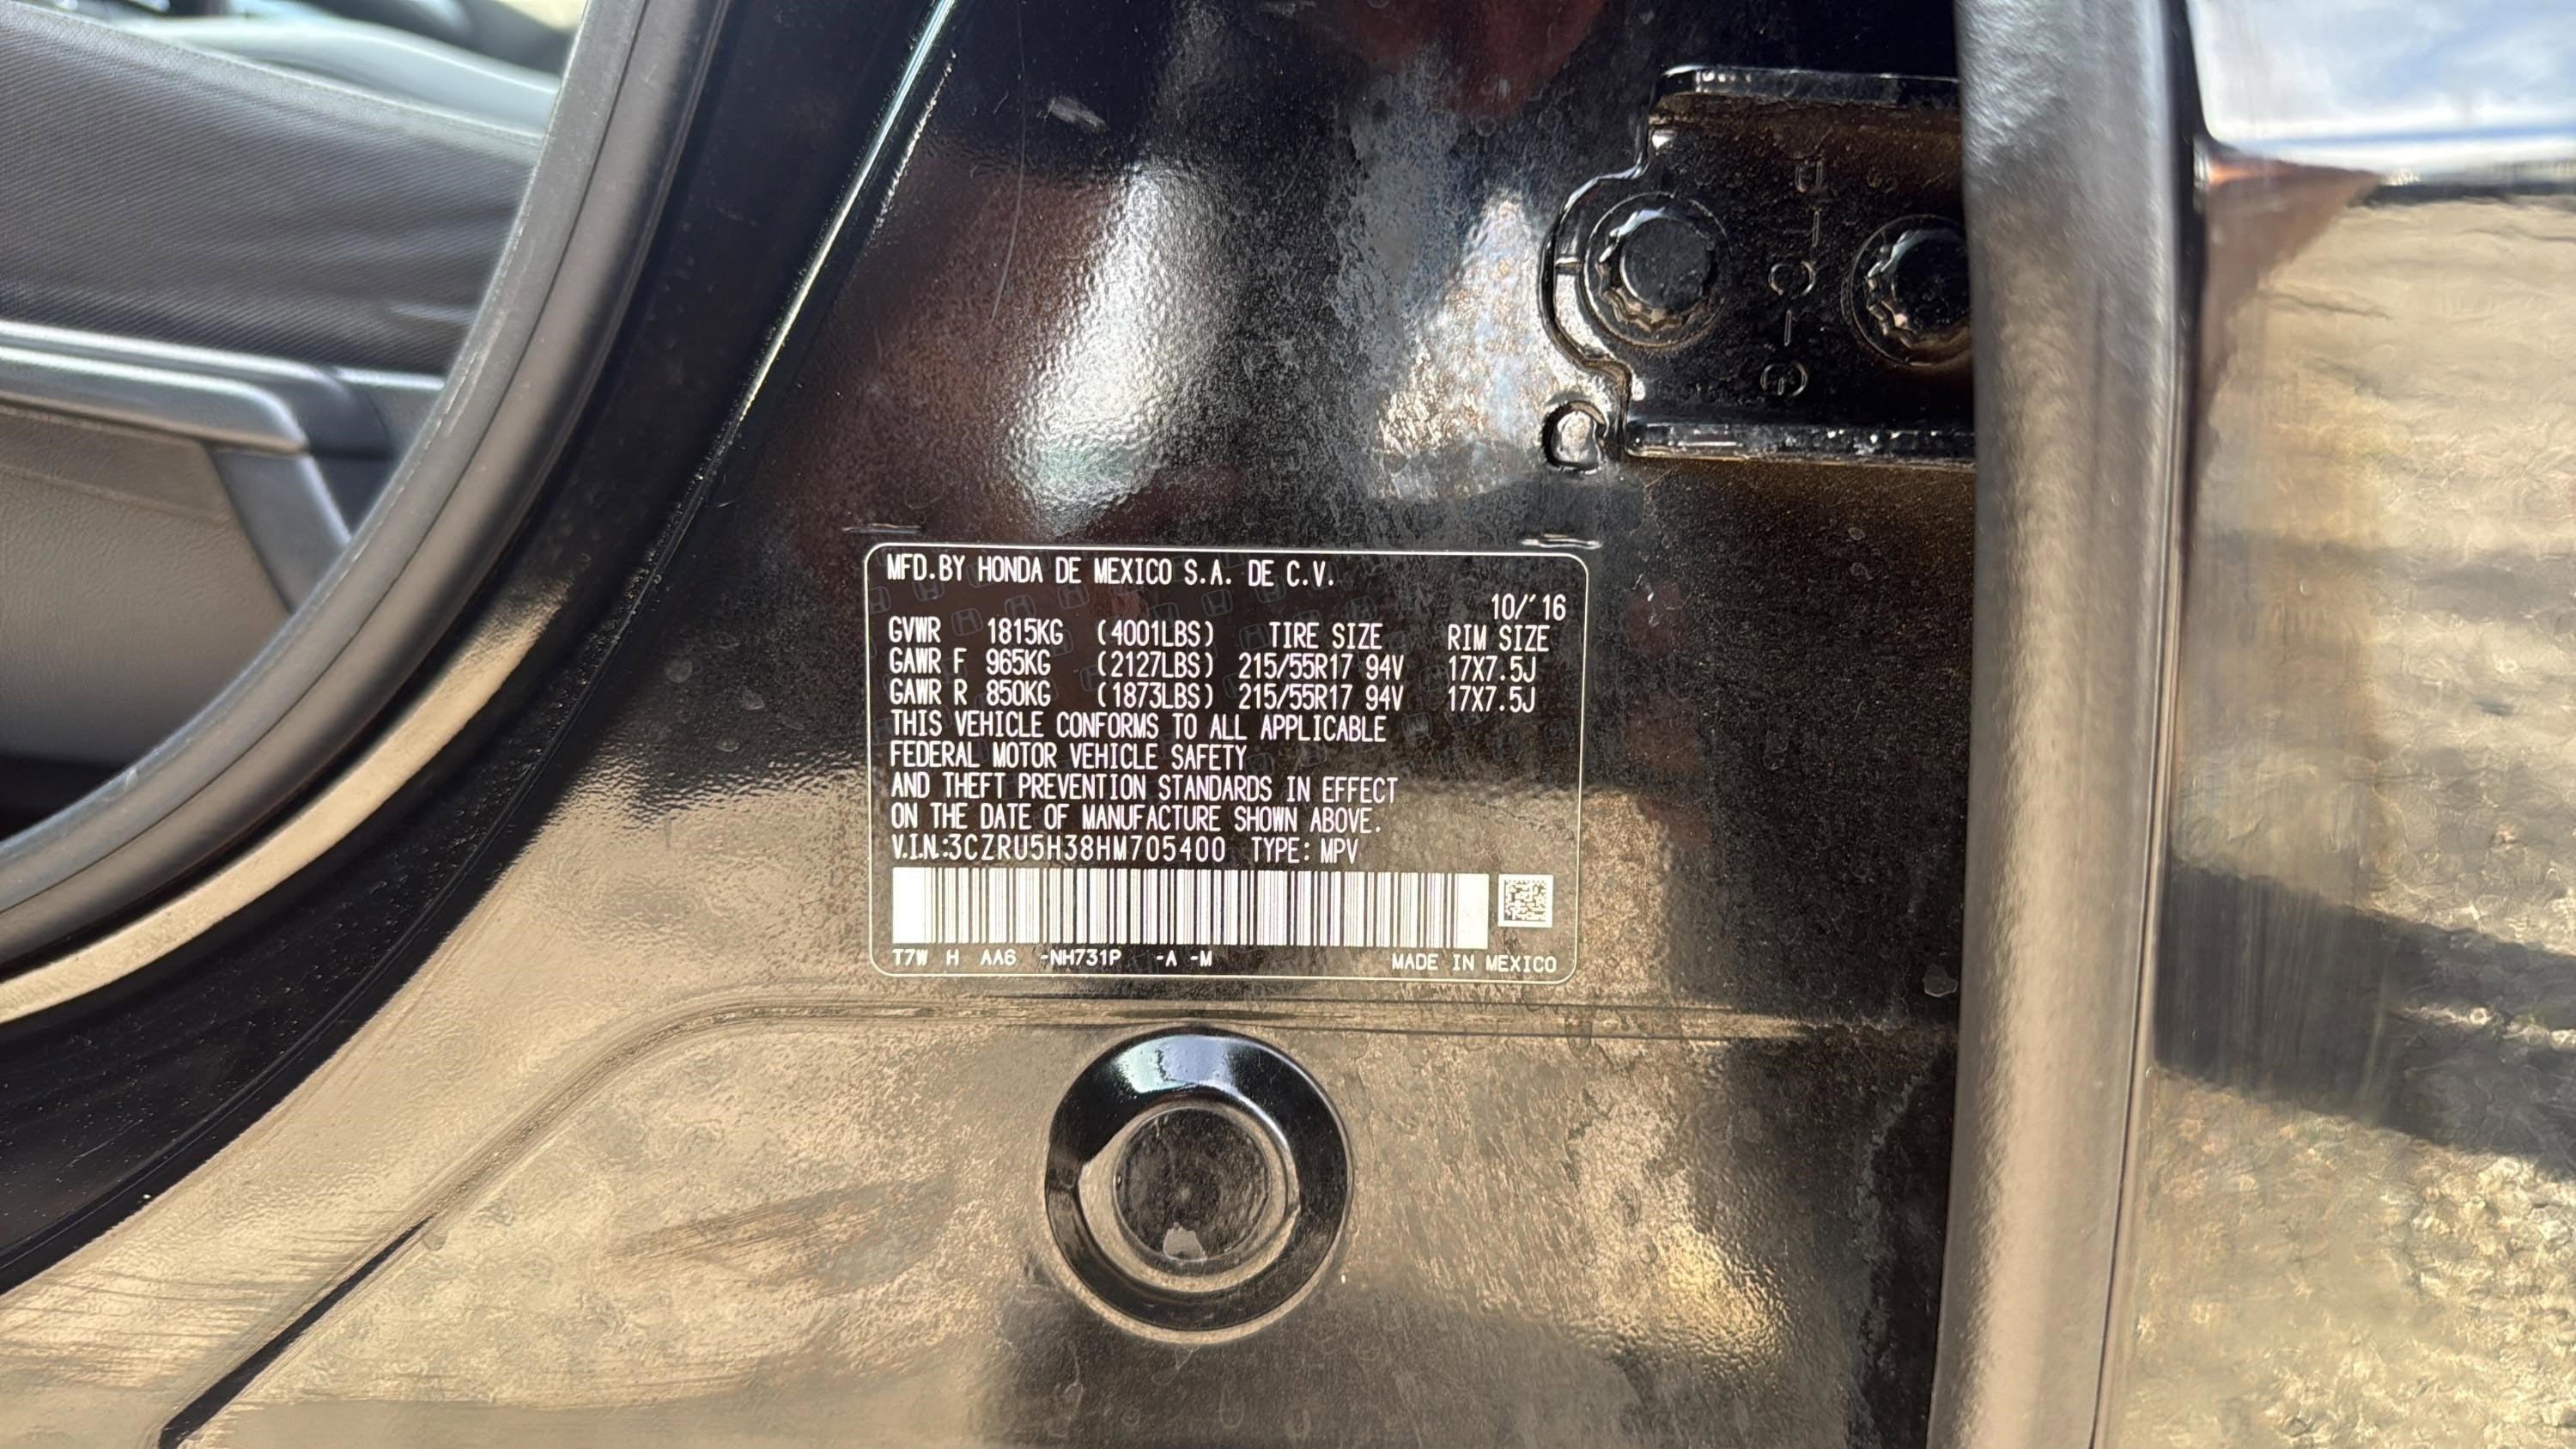 MFD.BY HONDA DE MEXICO S.A. DE C.V.
10/'16
GVWR 1815KG (4001LBS) TIRE SIZE RIM SIZE
GAWR F 965KG (2127LBS) 215/55R17 94V 17X7.5J
GAWR R 850KG (1873LBS) 215/55R17 94V 17X7.5J
THIS VEHICLE CONFORMS TO ALL APPLICABLE
FEDERAL MOTOR VEHICLE SAFETY
AND THEFT PREVENTION STANDARDS IN EFFECT
ON THE DATE OF MANUFACTURE SHOWN ABOVE.
V.I.N.:3CZRU5H38HM705400 TYPE: MPV
T7W H AA6 -NH731P -A -M MADE IN MEXICO